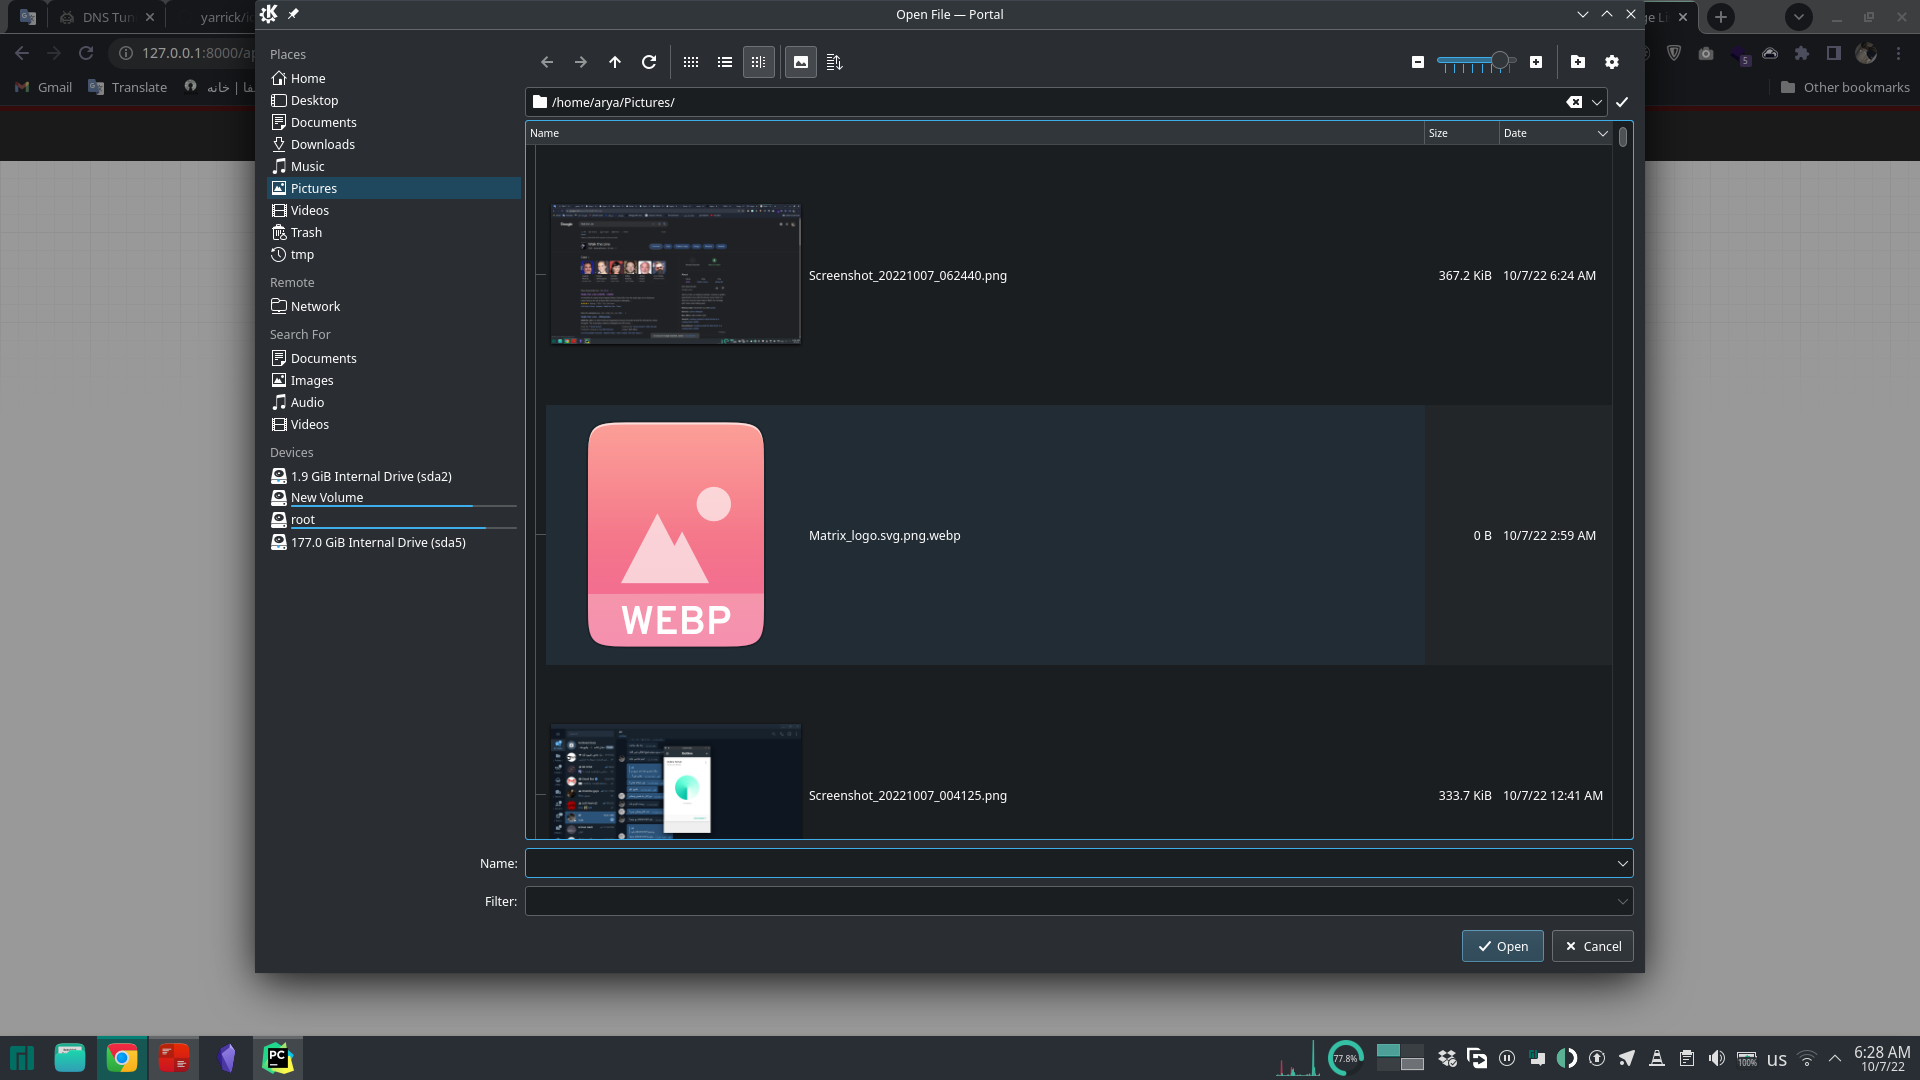 DNS Tun
yarrick/i
Open File — Portal
ge Li
127.0.0.1:8000/ap
5
Gmail
Translate
فا | خانه
Other bookmarks
Places
Home
Desktop
Documents
Downloads
Music
Pictures
Videos
Trash
tmp
Remote
Network
Search For
Documents
Images
Audio
Videos
Devices
1.9 GiB Internal Drive (sda2)
New Volume
root
177.0 GiB Internal Drive (sda5)
/home/arya/Pictures/
Name Size Date
Screenshot_20221007_062440.png 367.2 KiB 10/7/22 6:24 AM
WEBP
Matrix_logo.svg.png.webp 0 B 10/7/22 2:59 AM
Screenshot_20221007_004125.png 333.7 KiB 10/7/22 12:41 AM
Name:
Filter:
Open
Cancel
PC
77.8%
100%
us
6:28 AM
10/7/22